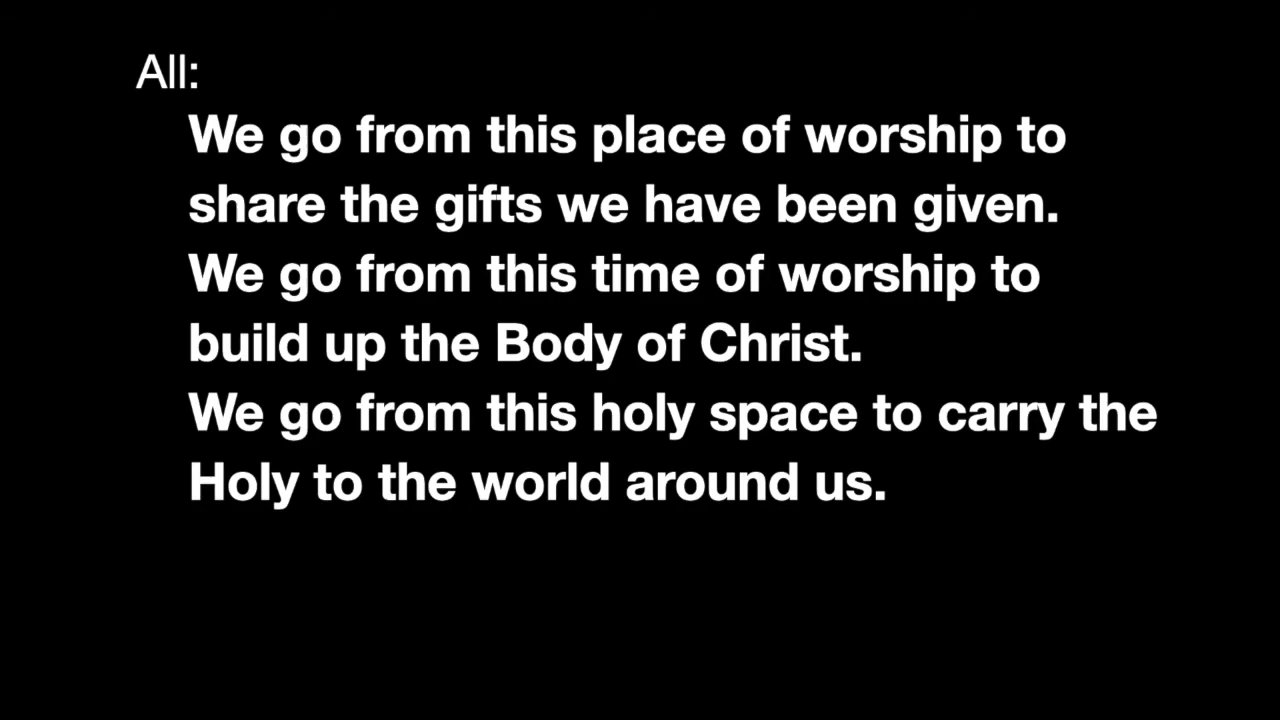 All:
We go from this place of worship to
share the gifts we have been given.
We go from this time of worship to
build up the Body of Christ.
We go from this holy space to carry the
Holy to the world around us.